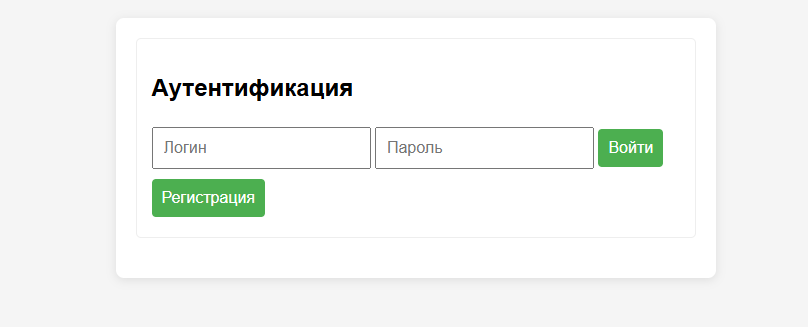 Аутентификация
Логин Пароль Войти
Регистрация